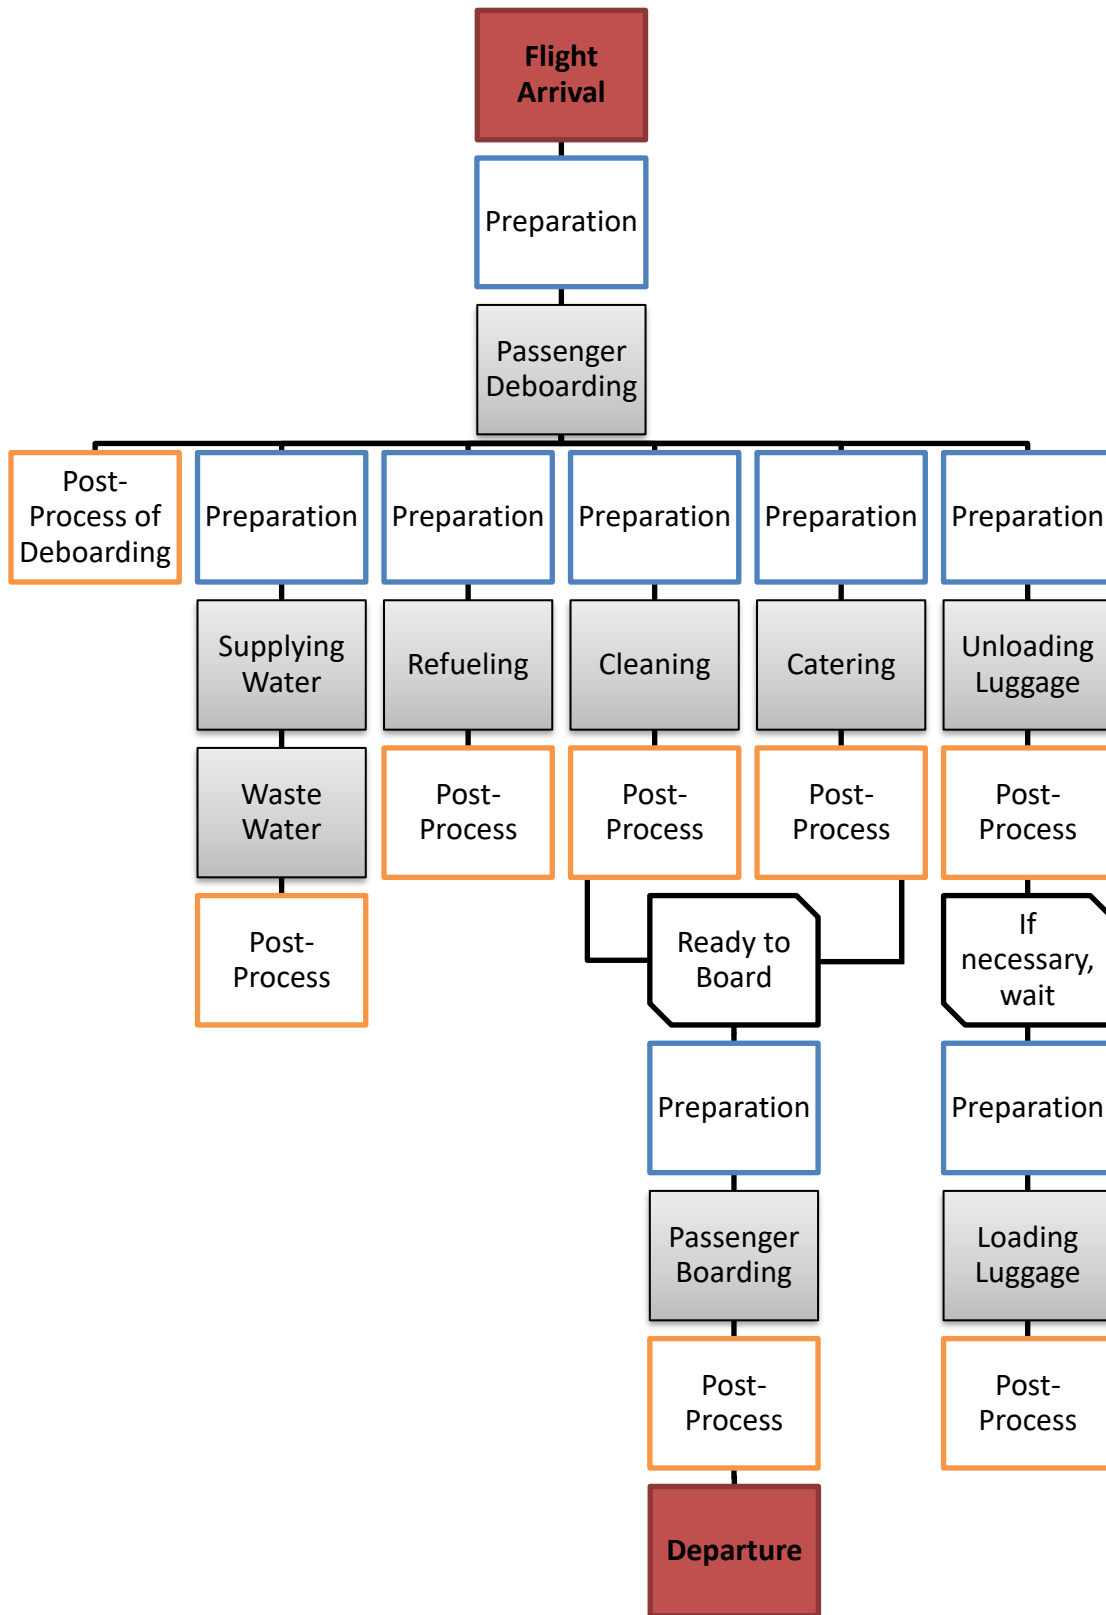 Flight
Arrival
Preparation
Passenger
Deboarding
Post-
Process of
Deboarding
Preparation
Preparation
Preparation
Preparation
Preparation
Supplying
Water
Refueling
Cleaning
Catering
Unloading
Luggage
Waste
Water
Post-
Process
Post-
Process
Post-
Process
Post-
Process
Post-
Process
Ready to
Board
If
necessary,
wait
Preparation
Preparation
Passenger
Boarding
Loading
Luggage
Post-
Process
Post-
Process
Departure